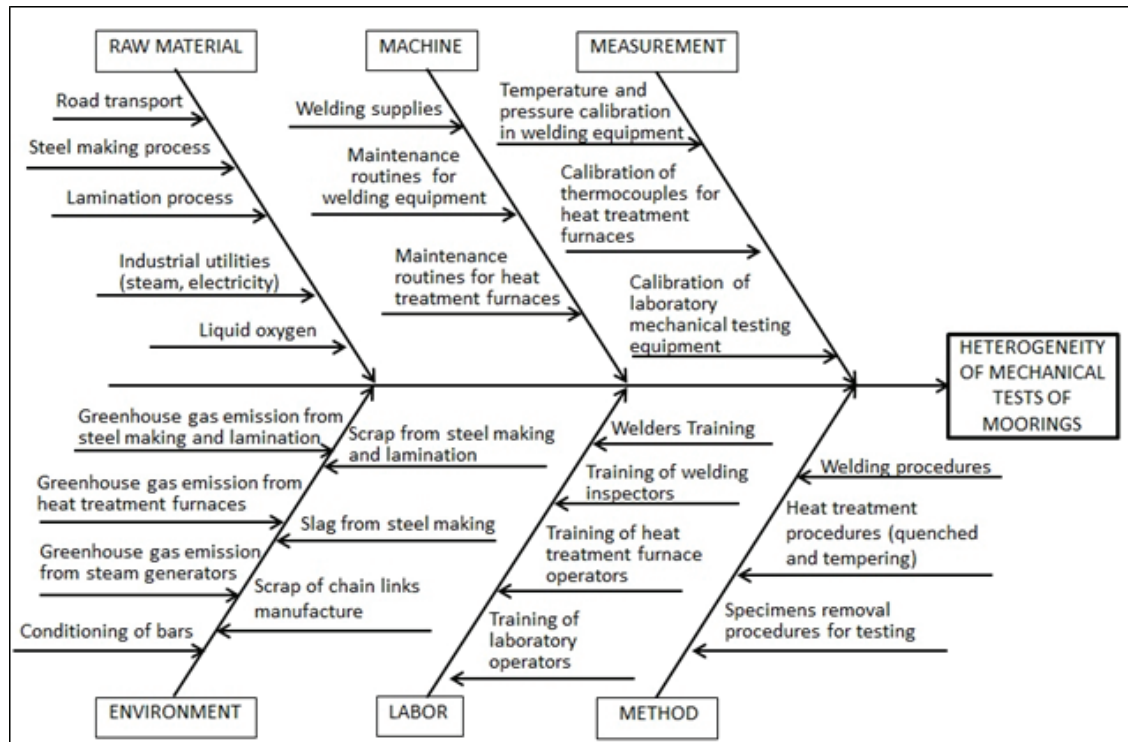 RAW MATERIAL
MACHINE
MEASUREMENT
Road transport
Steel making process
Lamination process
Industrial utilities
(steam, electricity)
Liquid oxygen
Welding supplies
Maintenance
routines for
welding equipment
Maintenance
routines for heat
treatment furnaces
Temperature and
pressure calibration
in welding equipment
Calibration of
thermocouples for
heat treatment
furnaces
Calibration of
laboratory
mechanical testing
equipment
HETEROGENEITY
OF MECHANICAL
TESTS OF
MOORINGS
Greenhouse gas emission from
steel making and lamination
Greenhouse gas emission from
heat treatment furnaces
Greenhouse gas emission
from steam generators
Conditioning of bars
Scrap from steel making
and lamination
Slag from steel making
Scrap of chain links
manufacture
Welders Training
Training of welding
inspectors
Training of heat
treatment furnace
operators
Training of
laboratory
operators
Welding procedures
Heat treatment
procedures (quenched
and tempering)
Specimens removal
procedures for testing
ENVIRONMENT
LABOR
METHOD